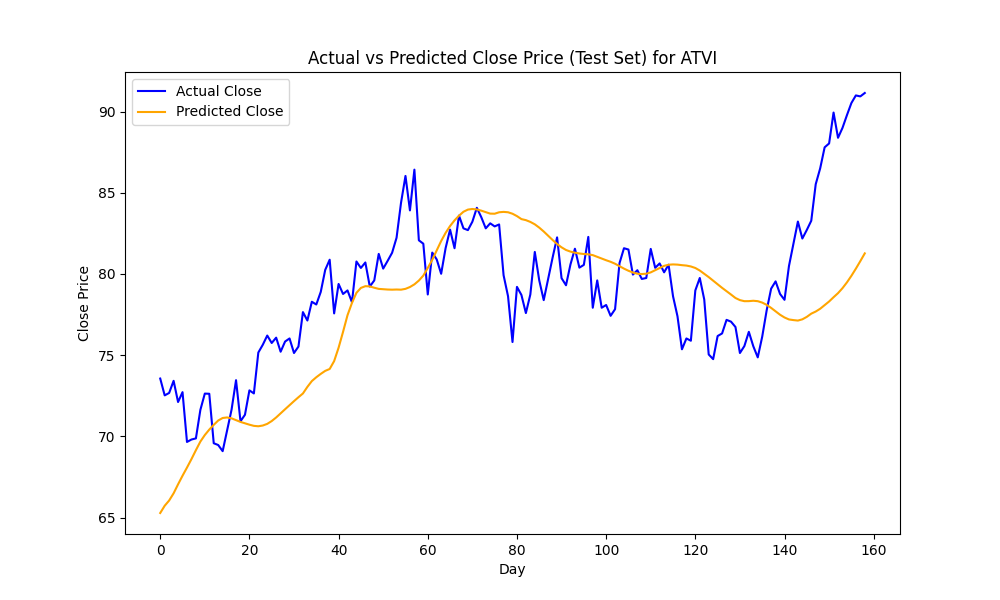 Actual vs Predicted Close Price (Test Set) for ATVI
Actual Close
Predicted Close
Close Price
90
85
80
75
70
65
0 20 40 60 80 100 120 140 160
Day